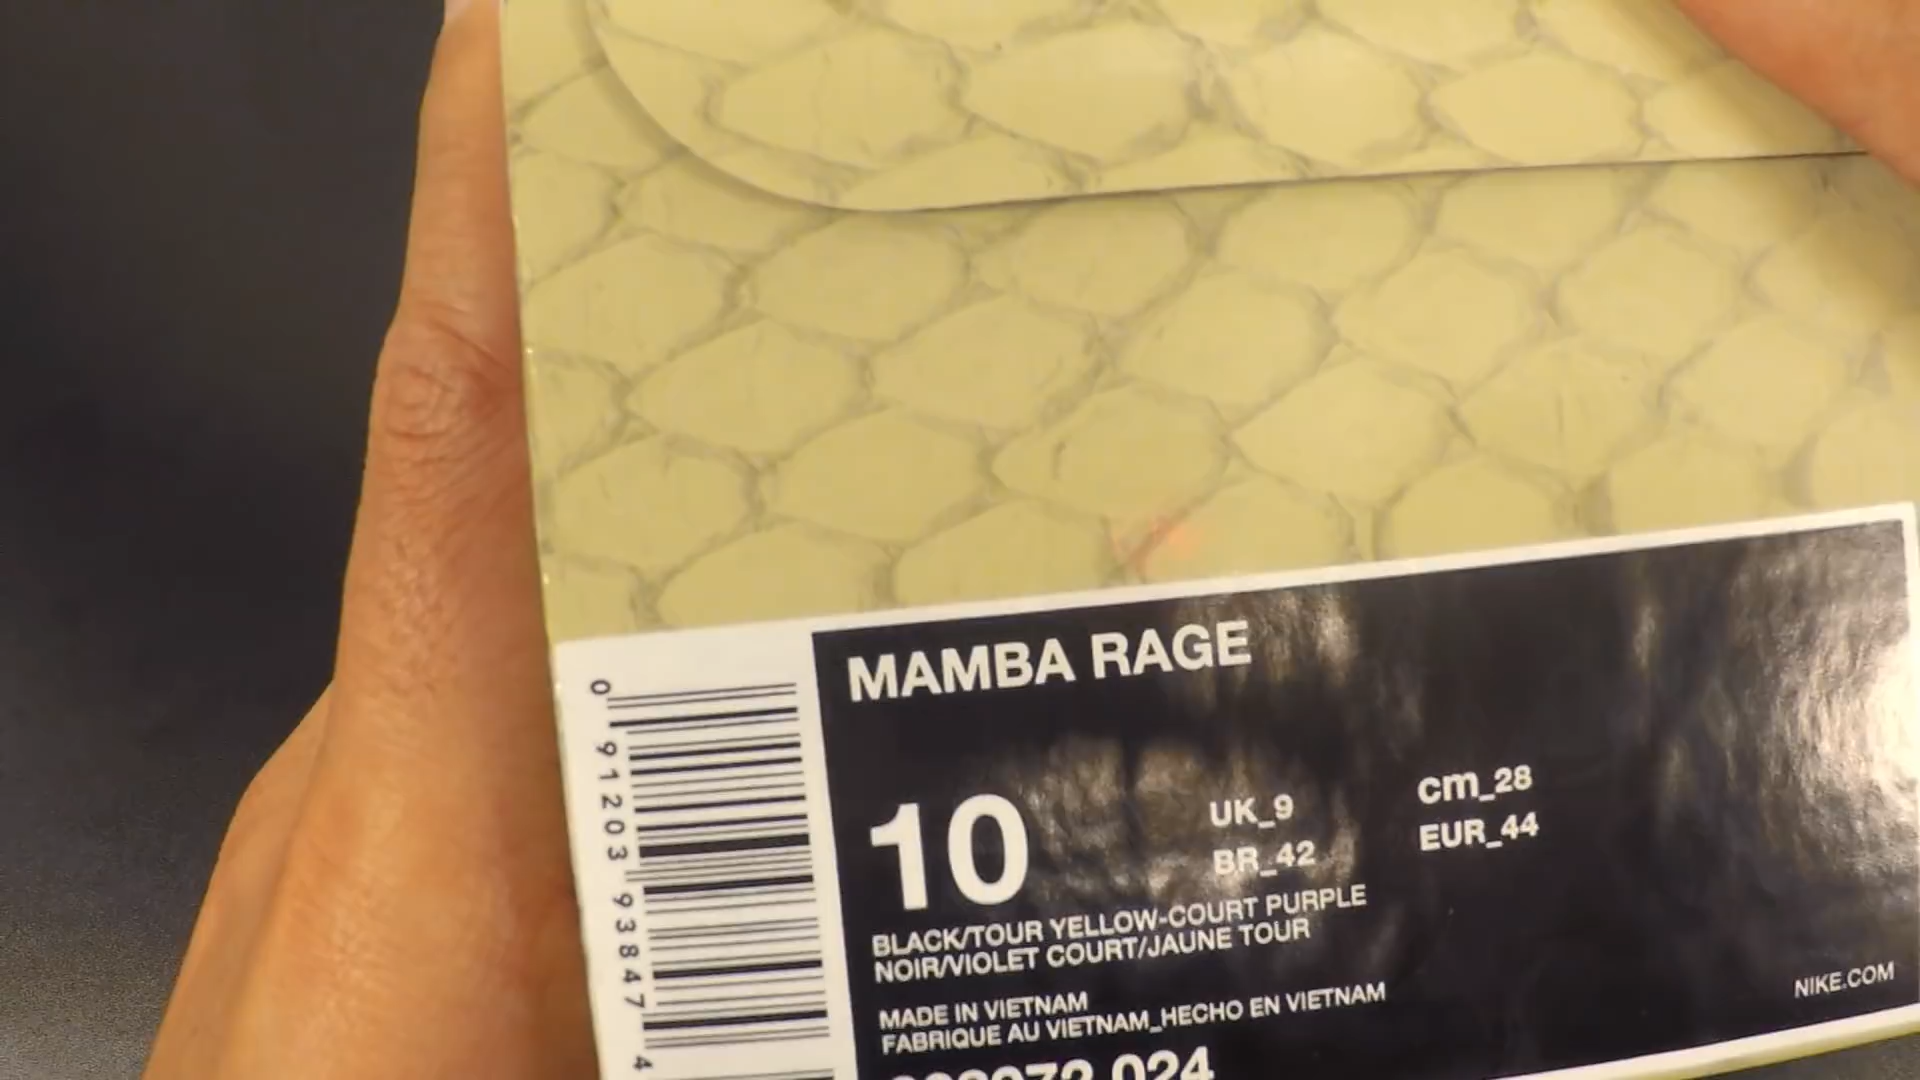 MAMBA RAGE
10
UK_9
cm_28
BR_42
EUR_44
BLACK/TOUR YELLOW-COURT PURPLE
NOIR/VIOLET COURT/JAUNE TOUR
MADE IN VIETNAM
FABRIQUE AU VIETNAM_HECHO EN VIETNAM
NIKE.COM
024
0 91203 93847 4